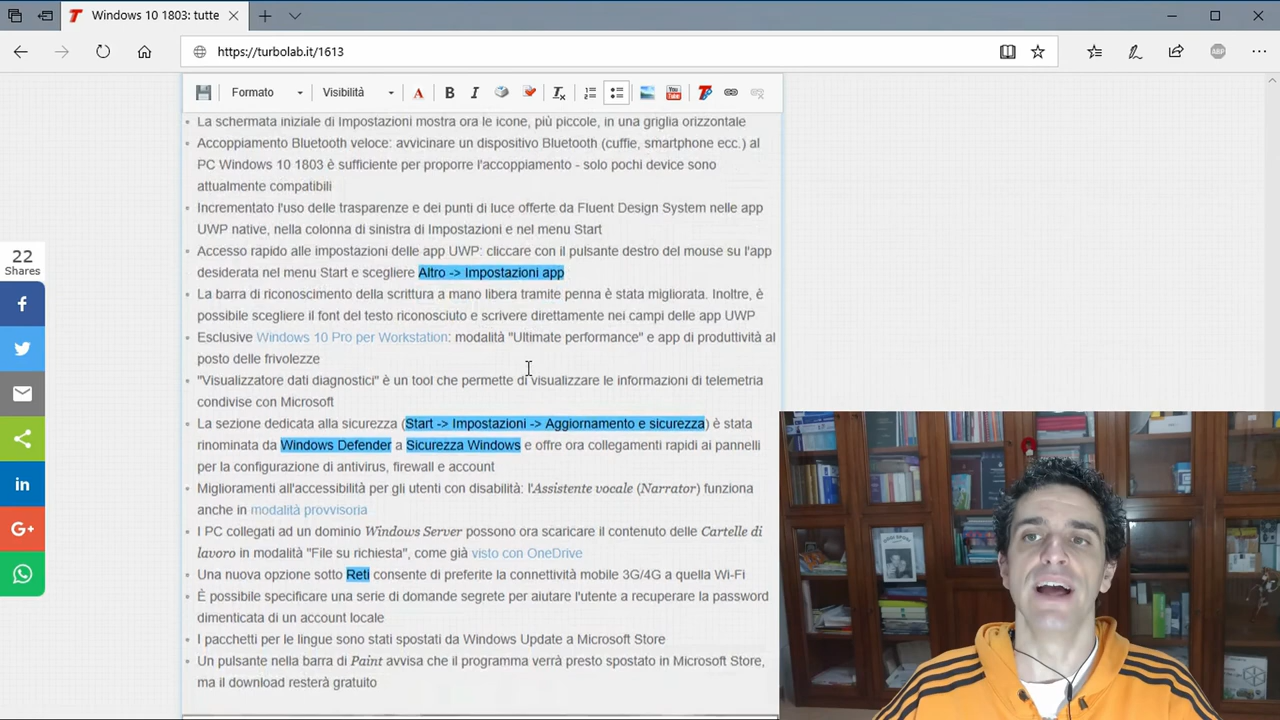 Windows 10 1803: tutte
https://turbolab.it/1613
Formato
Visibilità
A
B
I
You
Tube
ABP
La schermata iniziale di Impostazioni mostra ora le icone, più piccole, in una griglia orizzontale
Accoppiamento Bluetooth veloce: avvicinare un dispositivo Bluetooth (cuffie, smartphone ecc.) al
PC Windows 10 1803 è sufficiente per proporre l'accoppiamento - solo pochi device sono
attualmente compatibili
Incrementato l'uso delle trasparenze e dei punti di luce offerte da Fluent Design System nelle app
UWP native, nella colonna di sinistra di Impostazioni e nel menu Start
Accesso rapido alle impostazioni delle app UWP: cliccare con il pulsante destro del mouse su l'app
desiderata nel menu Start e scegliere Altro -> Impostazioni app
La barra di riconoscimento della scrittura a mano libera tramite penna è stata migliorata. Inoltre, è
possibile scegliere il font del testo riconosciuto e scrivere direttamente nei campi delle app UWP
Esclusive Windows 10 Pro per Workstation: modalità "Ultimate performance" e app di produttività al
posto delle frivolezze
"Visualizzatore dati diagnostici" è un tool che permette di visualizzare le informazioni di telemetria
condivise con Microsoft
La sezione dedicata alla sicurezza (Start -> Impostazioni -> Aggiornamento e sicurezza) è stata
rinominata da Windows Defender a Sicurezza Windows e offre ora collegamenti rapidi ai pannelli
per la configurazione di antivirus, firewall e account
Miglioramenti all'accessibilità per gli utenti con disabilità: l'Assistente vocale (Narrator) funziona
anche in modalità provvisoria
I PC collegati ad un dominio Windows Server possono ora scaricare il contenuto delle Cartelle di
lavoro in modalità "File su richiesta", come già visto con OneDrive
Una nuova opzione sotto Reti consente di preferite la connettività mobile 3G/4G a quella Wi-Fi
È possibile specificare una serie di domande segrete per aiutare l'utente a recuperare la password
dimenticata di un account locale
I pacchetti per le lingue sono stati spostati da Windows Update a Microsoft Store
Un pulsante nella barra di Paint avvisa che il programma verrà presto spostato in Microsoft Store,
ma il download resterà gratuito
22
Shares
f
in
G+